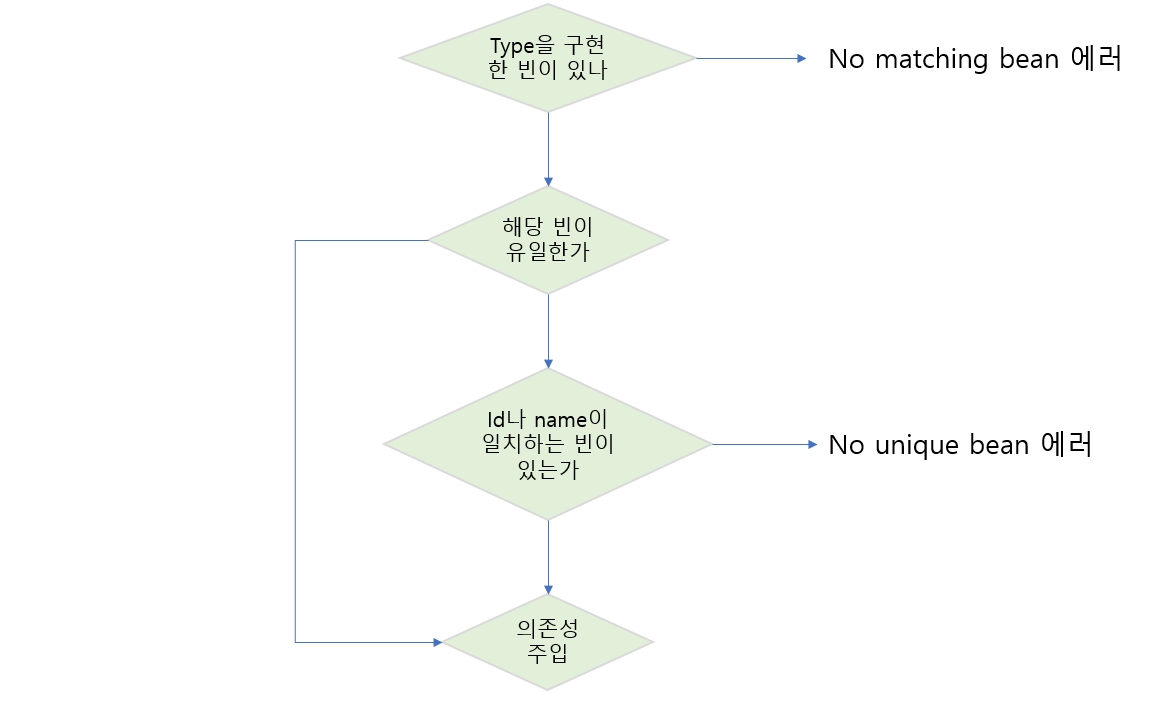 Type을 구현
한 빈이 있나
No matching bean 에러
해당 빈이
유일한가
Id나 name이
일치하는 빈이
있는가
No unique bean 에러
의존성
주입